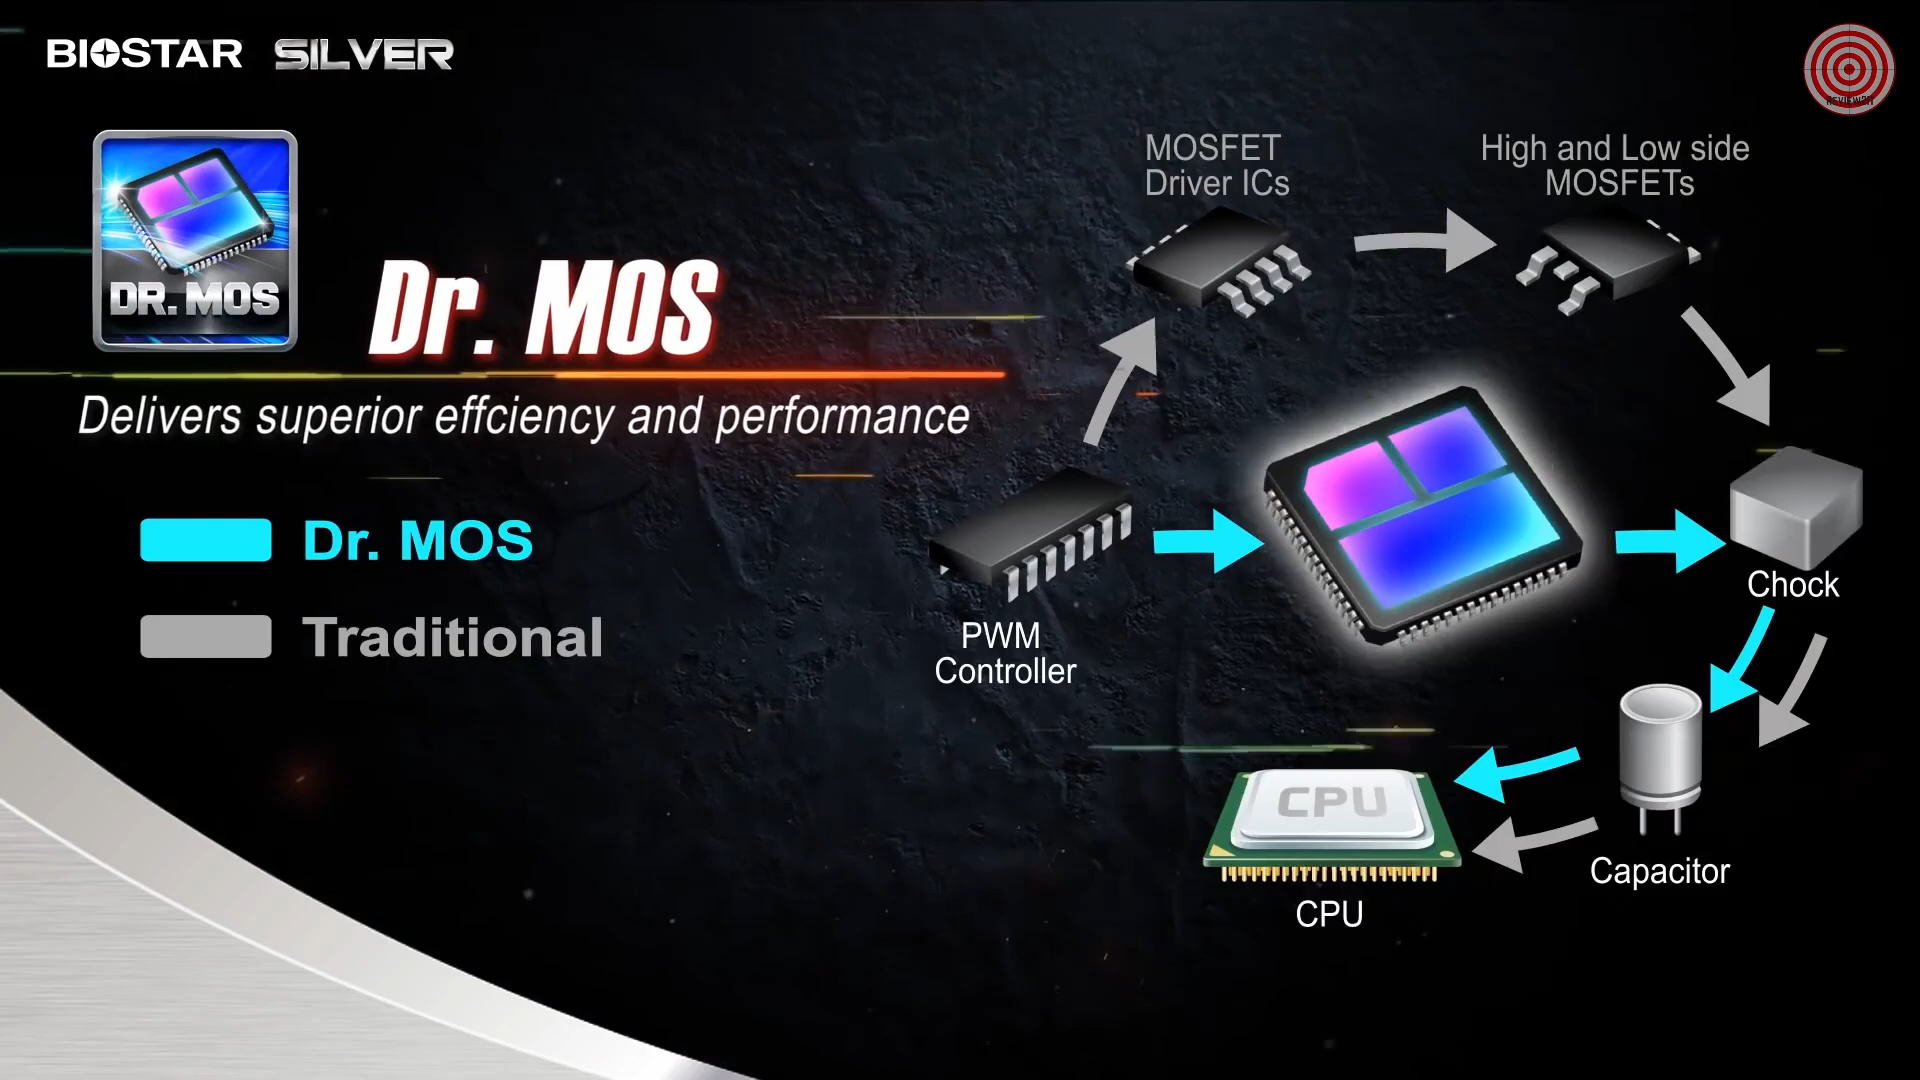 BIOSTAR SILVER
REVIEW2IT
DR. MOS
Dr. MOS
Delivers superior effciency and performance
Dr. MOS
Traditional
MOSFET
Driver ICs
High and Low side
MOSFETs
PWM
Controller
Chock
Capacitor
CPU
CPU